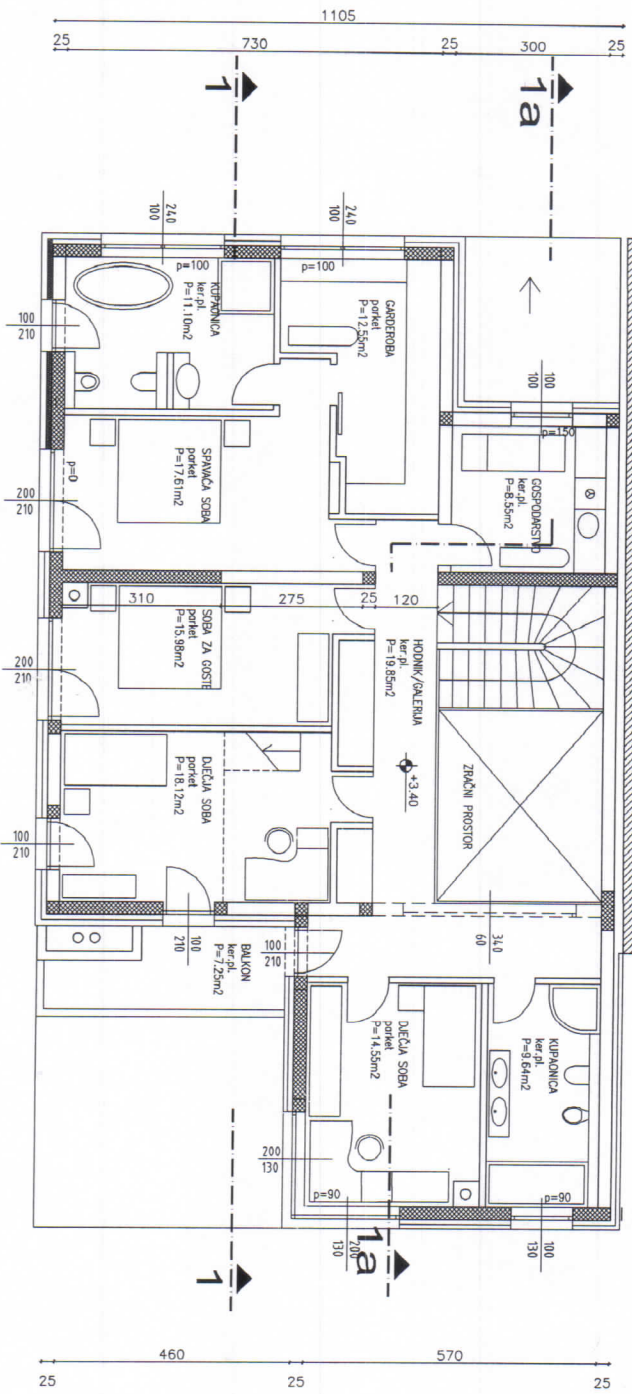 1105
25
730
25
300
25
1
1a
240
100
240
100
p=100
p=100
KUPAONICA
ker.pl.
P=11.10m2
GARDEROBA
parket
P=12.55m2
100
100
p=150
100
210
GOSPODARSTVO
ker.pl.
P=8.55m2
SPAVAĆA SOBA
parket
P=17.61m2
p=0
200
210
310
275
25
120
SOBA ZA GOSTE
parket
P=15.98m2
HODNIK/GALERIJA
ker.pl.
P=19.85m2
200
210
+3.40
ZRAČNI PROSTOR
DJEČJA SOBA
parket
P=18.12m2
100
210
100
210
BALKON
ker.pl.
P=7.25m2
100
210
340
60
DJEČJA SOBA
parket
P=14.55m2
KUPAONICA
ker.pl.
P=9.64m2
200
130
p=90
p=90
200
130
100
130
1
1a
460
570
25
25
25